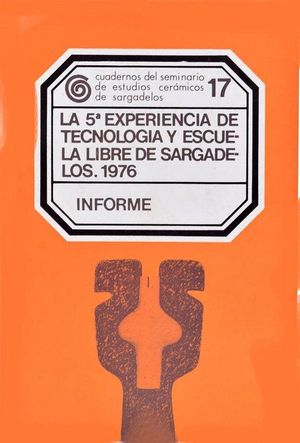 cuadernos del seminario
de estudios cerámicos
de sargadelos 17
LA 5ª EXPERIENCIA DE
TECNOLOGIA Y ESCUE-
LA LIBRE DE SARGADE-
LOS. 1976
INFORME